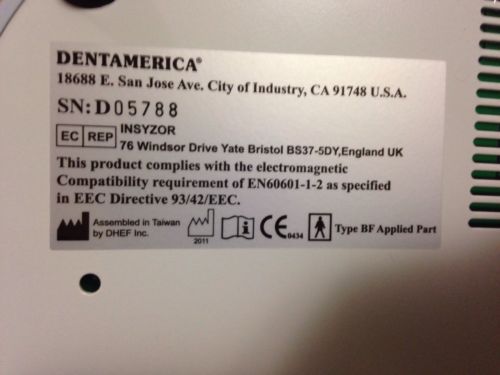 DENTAMERICA®
18688 E. San Jose Ave. City of Industry, CA 91748 U.S.A.
SN: D05788
EC REP INSYZOR
76 Windsor Drive Yate Bristol BS37-5DY,England UK
This product complies with the electromagnetic
Compatibility requirement of EN60601-1-2 as specified
in EEC Directive 93/42/EEC.
Assembled in Taiwan
by DHEF Inc.
2011
i
CE 0434
Type BF Applied Part